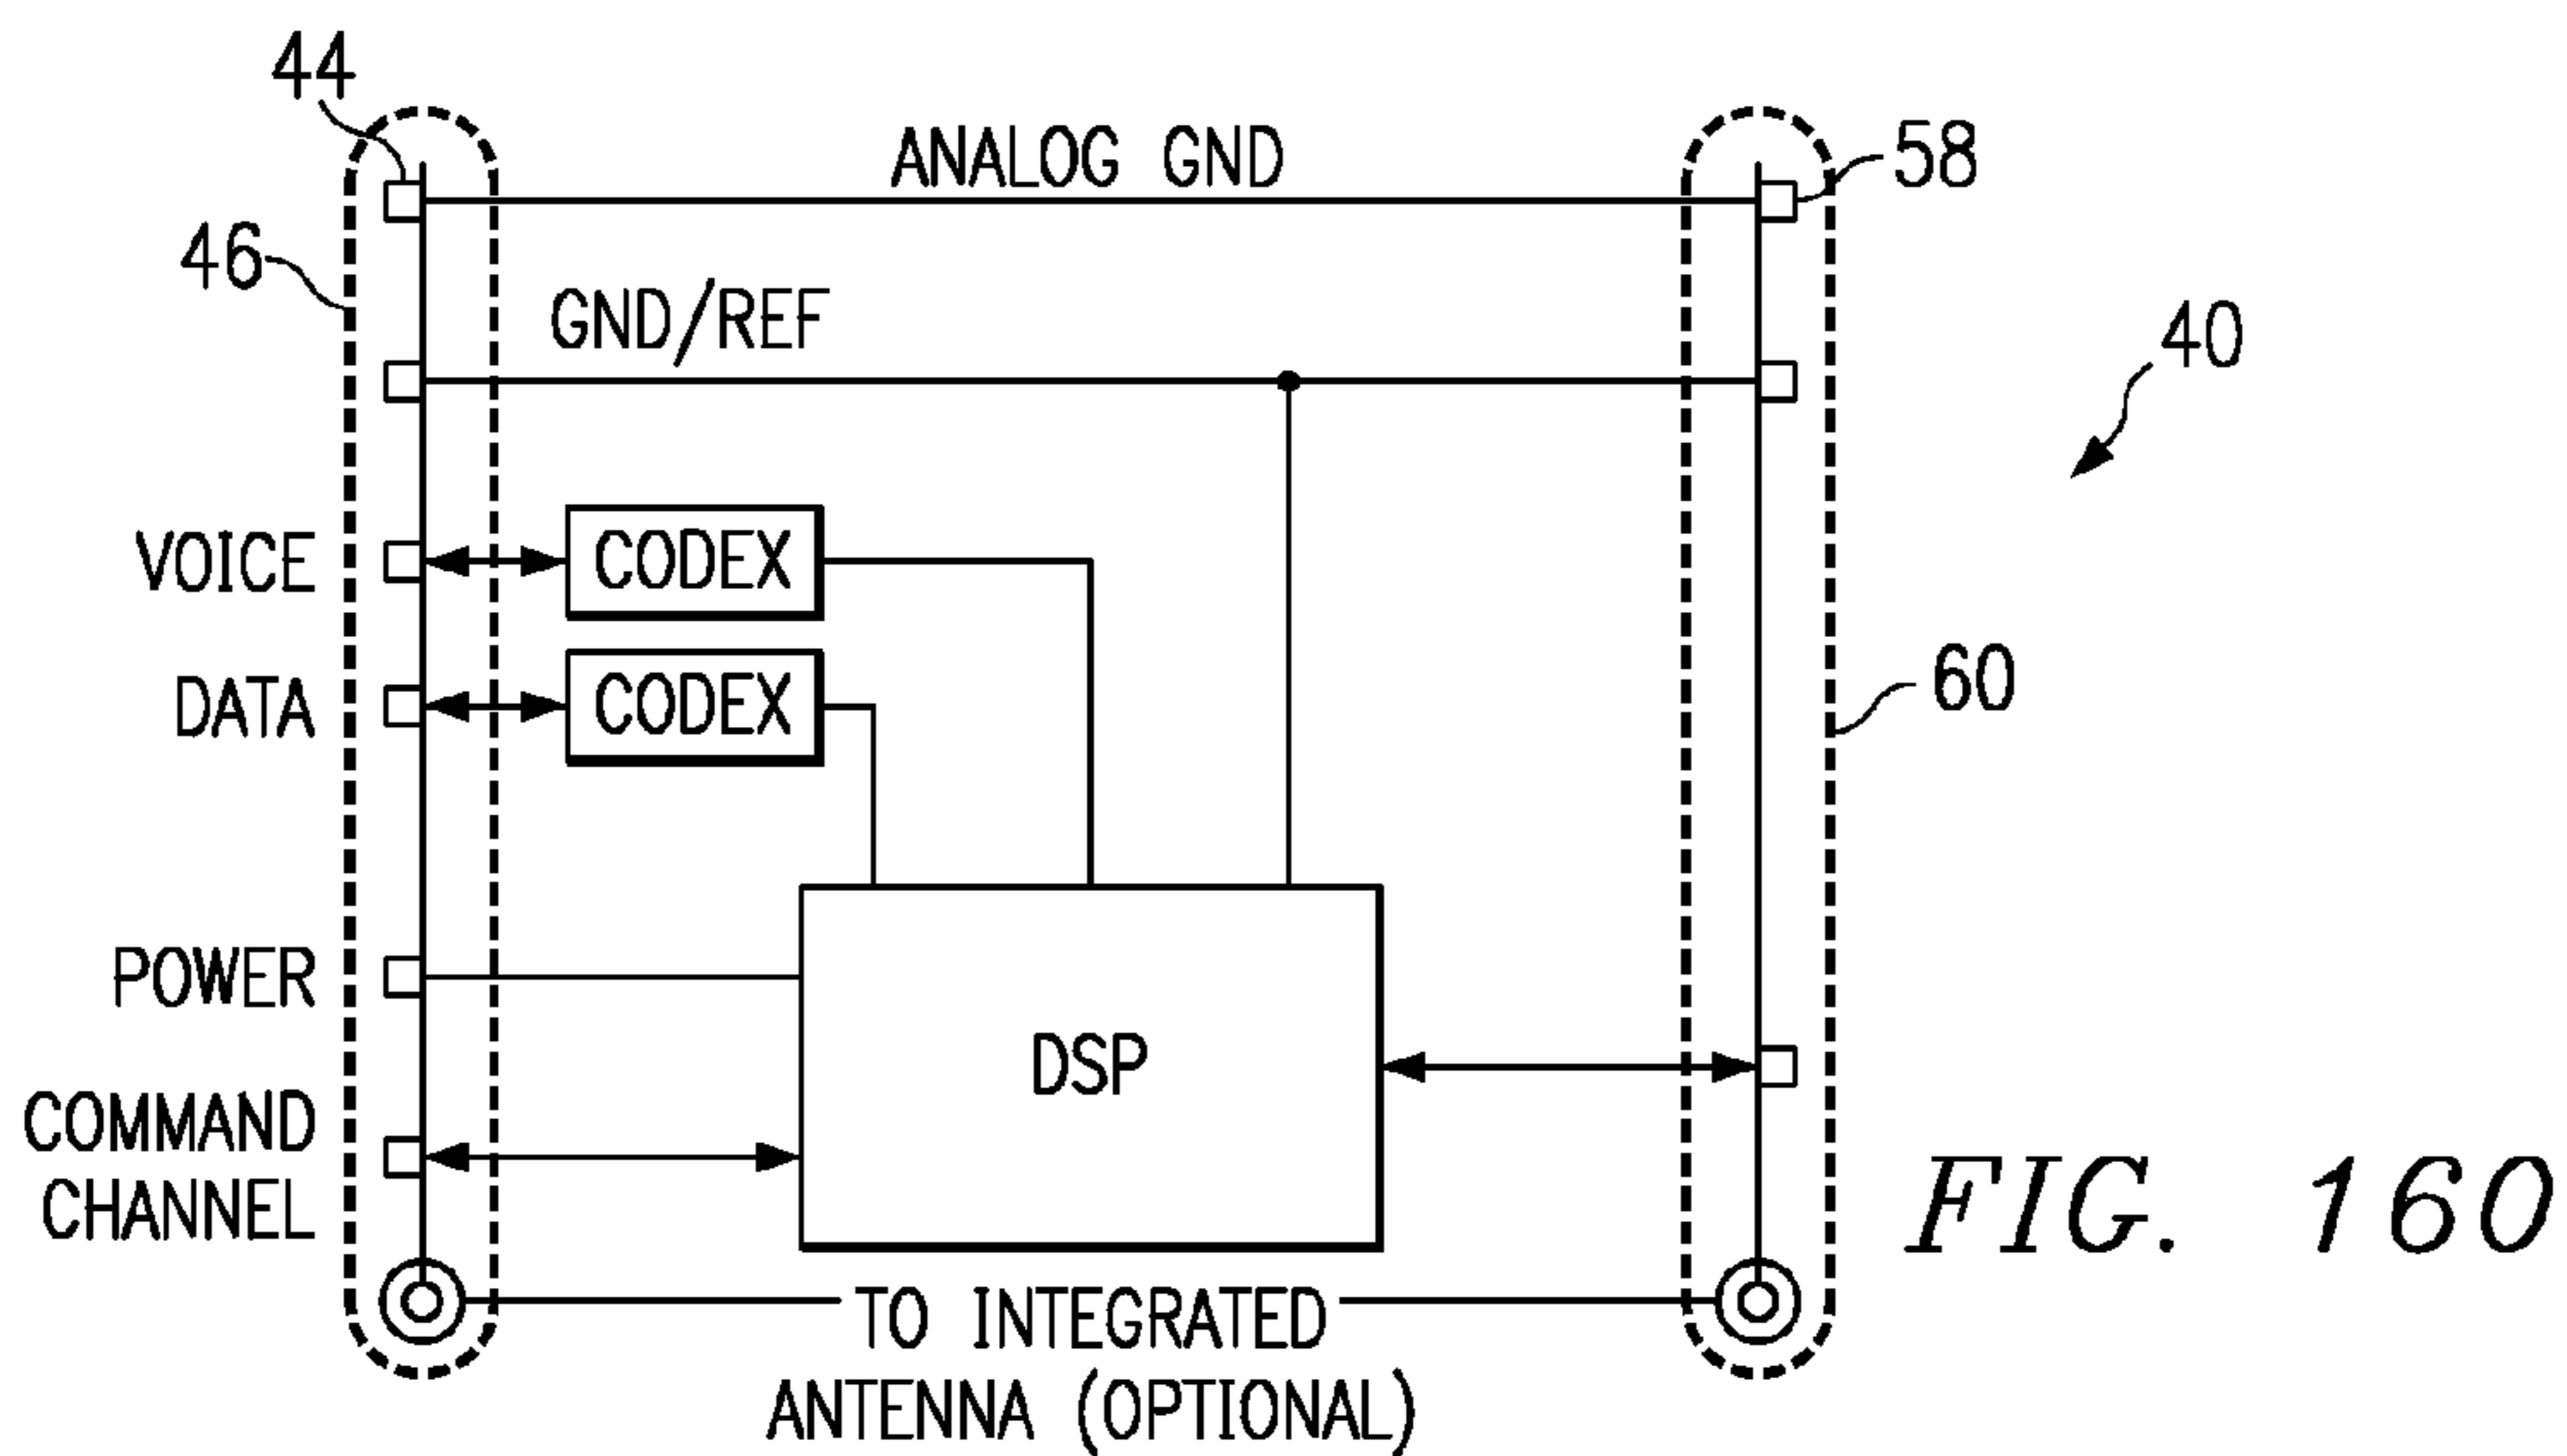 44
ANALOG GND
58
46
GND/REF
40
VOICE
CODEX
DATA
CODEX
60
POWER
DSP
COMMAND
CHANNEL
FIG. 160
TO INTEGRATED
ANTENNA (OPTIONAL)